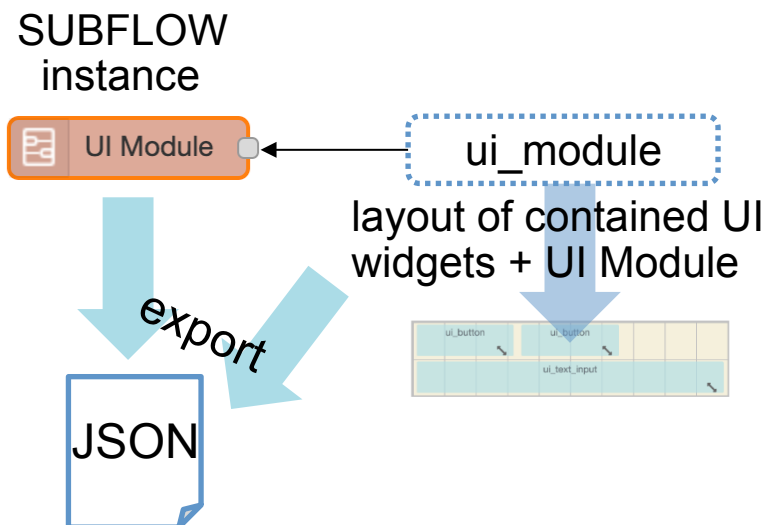 SUBFLOW
instance
UI Module
ui_module
layout of contained UI
widgets + UI Module
export
ui_button
ui_button
ui_text_input
JSON